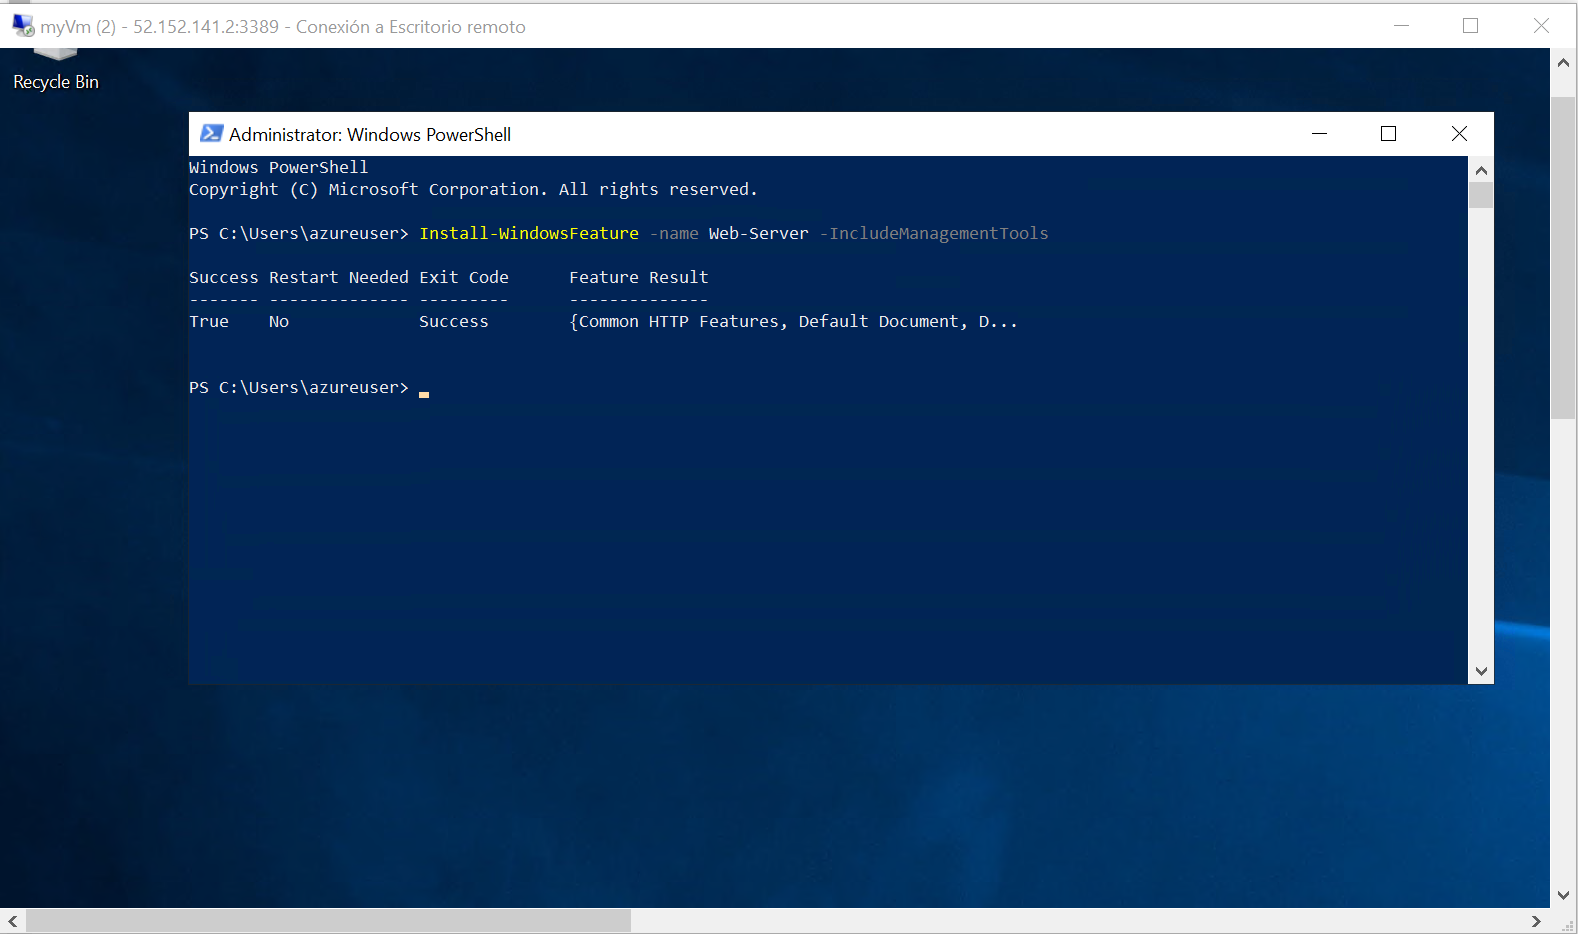 myVm (2) - 52.152.141.2:3389 - Conexión a Escritorio remoto
Recycle Bin
Administrator: Windows PowerShell
Windows PowerShell
Copyright (C) Microsoft Corporation. All rights reserved.
PS C:\Users\azureuser> Install-WindowsFeature -name Web-Server -IncludeManagementTools
Success Restart Needed Exit Code      Feature Result
------- -------------- ---------      --------------
True    No             Success        {Common HTTP Features, Default Document, D...
PS C:\Users\azureuser>